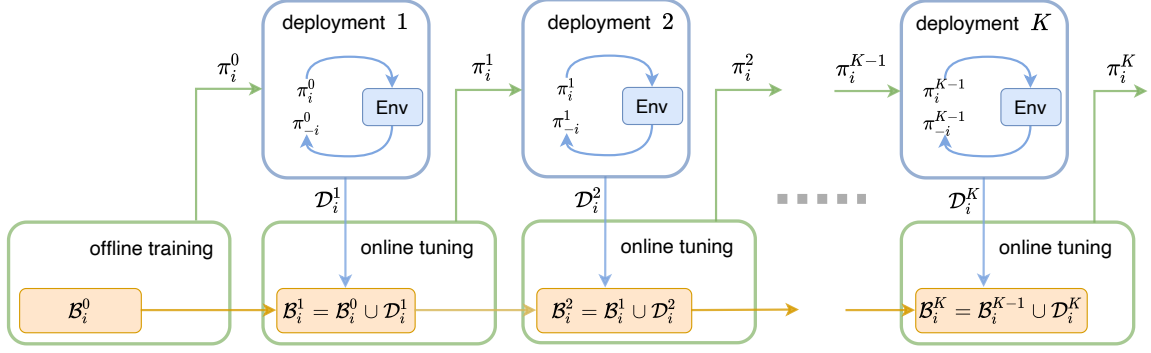 deployment 1
deployment 2
deployment K
π_i^0
π_i^1
π_i^2
π_i^{K-1}
π_i^K
π_i^0
π_{-i}^0
Env
π_i^1
π_{-i}^1
Env
π_i^{K-1}
π_{-i}^{K-1}
Env
𝒟_i^1
𝒟_i^2
𝒟_i^K
offline training
online tuning
online tuning
online tuning
ℬ_i^0
ℬ_i^1 = ℬ_i^0 ∪ 𝒟_i^1
ℬ_i^2 = ℬ_i^1 ∪ 𝒟_i^2
ℬ_i^K = ℬ_i^{K-1} ∪ 𝒟_i^K